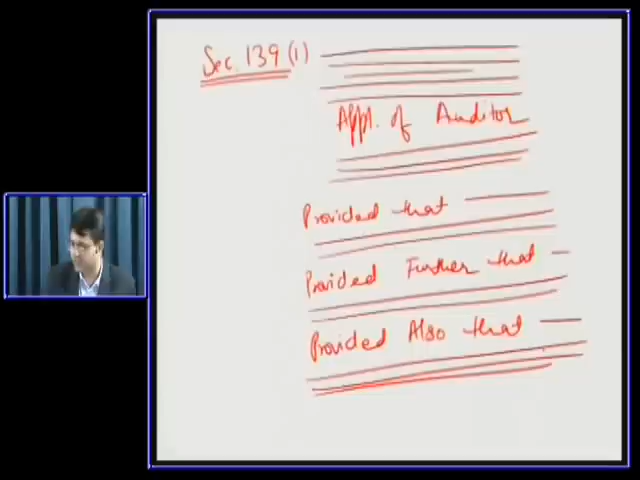 Sec. 139 (1)
Appt. of Auditor
Provided that
Provided Further that
Provided Also that